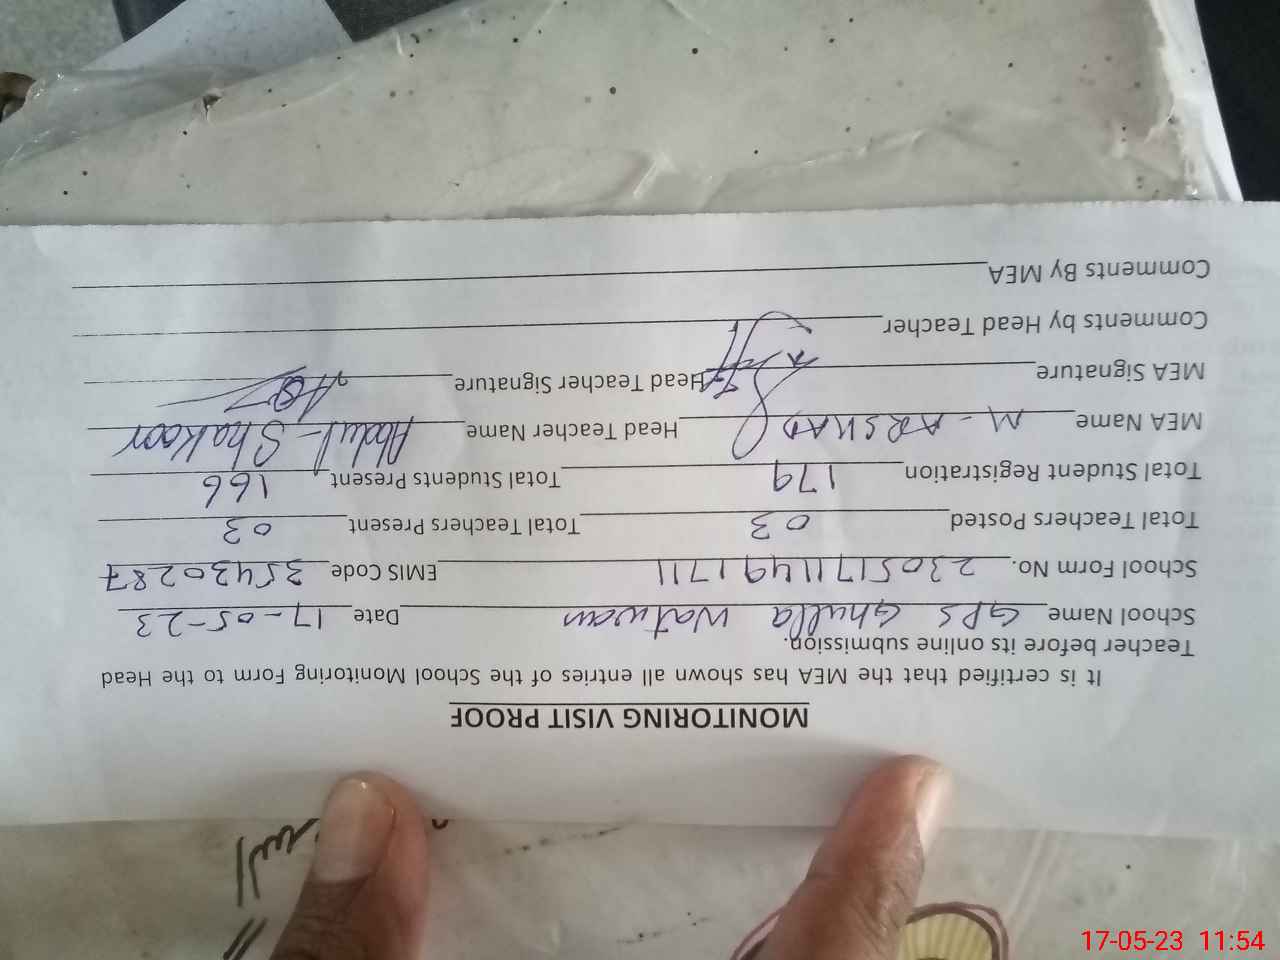 MONITORING VISIT PROOF
It is certified that the MEA has shown all entries of the School Monitoring Form to the Head
Teacher before its online submission.
School Name GPS Ghulla Watwan Date 17-05-23
School Form No. 2305171149 1711 EMIS Code 35430287
Total Teachers Posted 03 Total Teachers Present 03
Total Student Registration 179 Total Students Present 166
MEA Name M-ARSHAD Head Teacher Name Abdul-Shakoor
MEA Signature Head Teacher Signature
Comments by Head Teacher
Comments By MEA
17-05-23 11:54